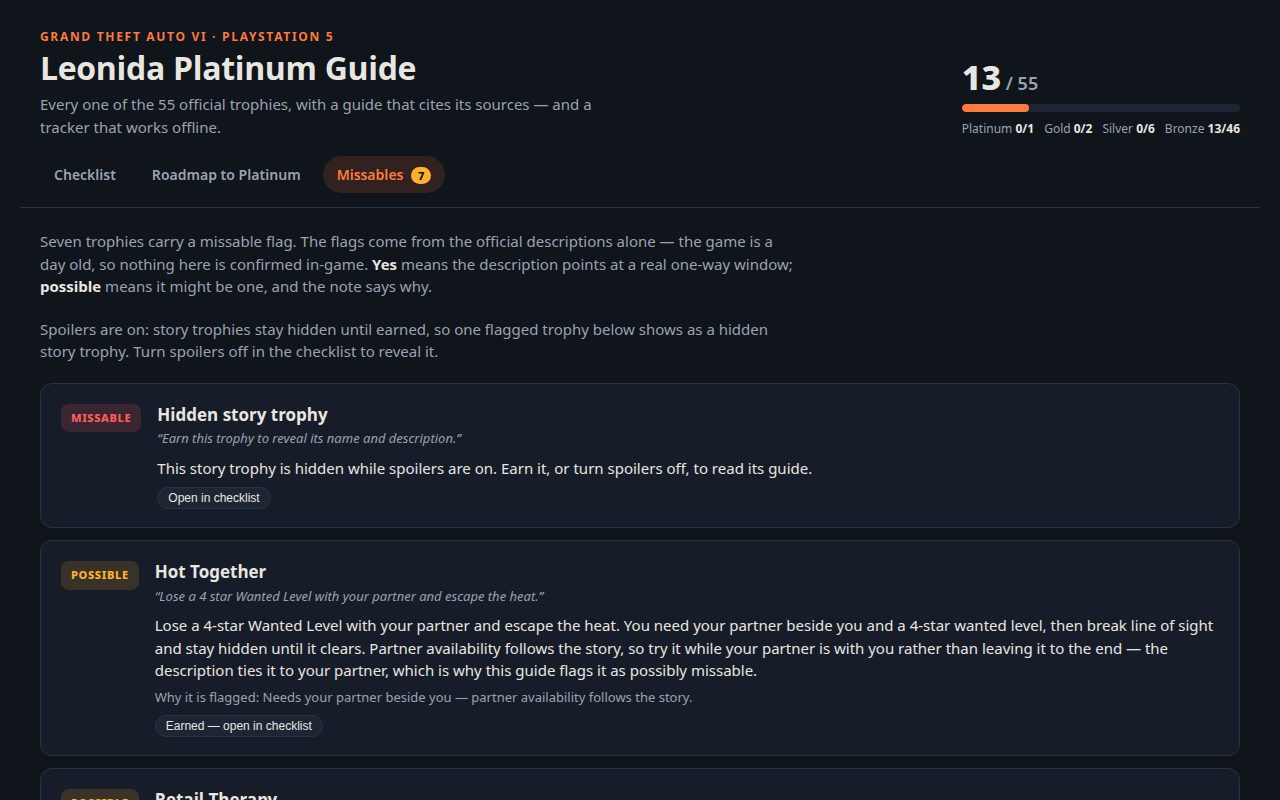 GRAND THEFT AUTO VI · PLAYSTATION 5
Leonida Platinum Guide
Every one of the 55 official trophies, with a guide that cites its sources — and a
tracker that works offline.
13 / 55
Platinum 0/1 Gold 0/2 Silver 0/6 Bronze 13/46
Checklist Roadmap to Platinum Missables 7
Seven trophies carry a missable flag. The flags come from the official descriptions alone — the game is a
day old, so nothing here is confirmed in-game. Yes means the description points at a real one-way window;
possible means it might be one, and the note says why.
Spoilers are on: story trophies stay hidden until earned, so one flagged trophy below shows as a hidden
story trophy. Turn spoilers off in the checklist to reveal it.
MISSABLE
Hidden story trophy
“Earn this trophy to reveal its name and description.”
This story trophy is hidden while spoilers are on. Earn it, or turn spoilers off, to read its guide.
Open in checklist
POSSIBLE
Hot Together
“Lose a 4 star Wanted Level with your partner and escape the heat.”
Lose a 4-star Wanted Level with your partner and escape the heat. You need your partner beside you and a 4-star wanted level, then break line of sight
and stay hidden until it clears. Partner availability follows the story, so try it while your partner is with you rather than leaving it to the end — the
description ties it to your partner, which is why this guide flags it as possibly missable.
Why it is flagged: Needs your partner beside you — partner availability follows the story.
Earned — open in checklist
POSSIBLE
Retail Therapy